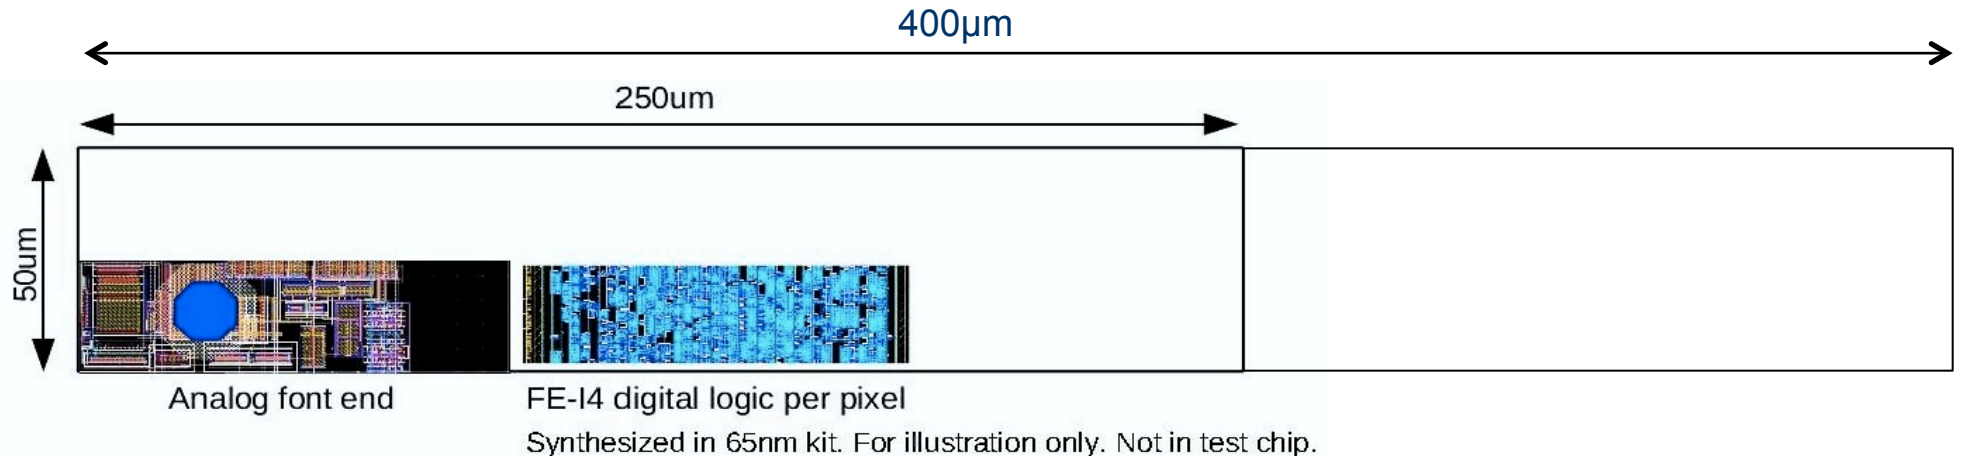 400µm
250um
50um
Analog font end
FE-I4 digital logic per pixel
Synthesized in 65nm kit. For illustration only. Not in test chip.